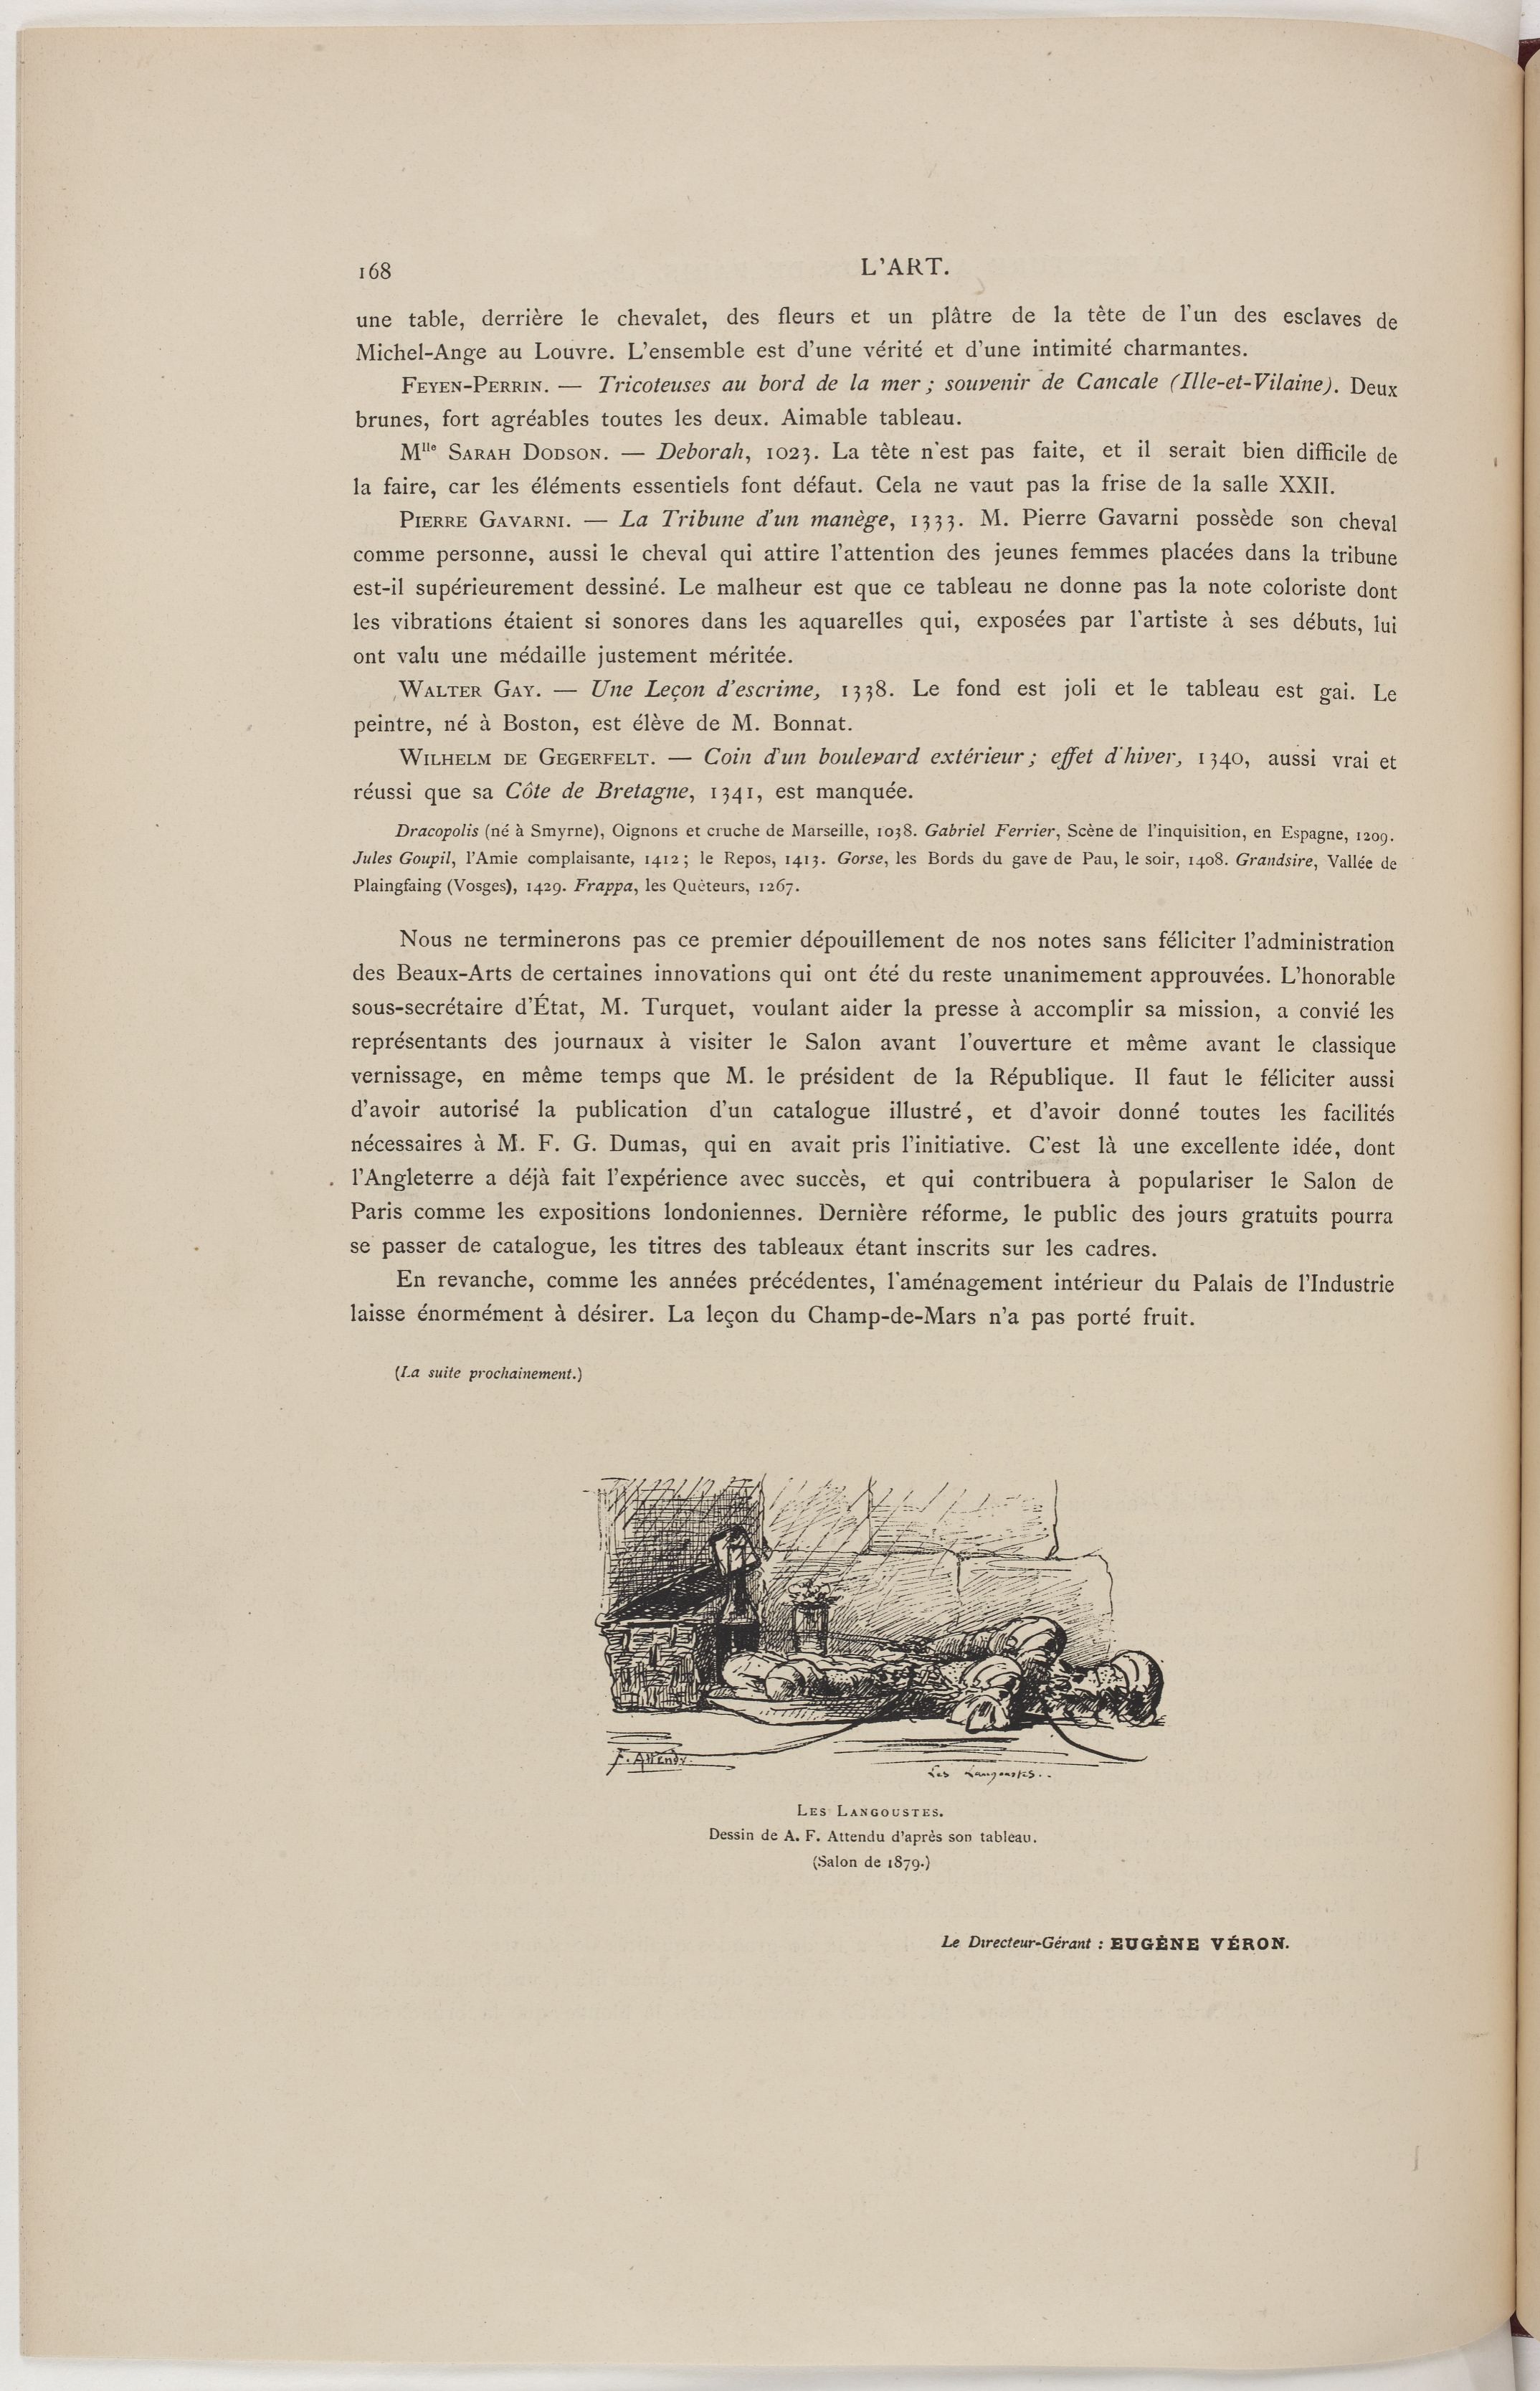 168
L'ART.
une table, derrière le chevalet, des fleurs et un plâtre de la tête de l'un des esclaves de
Michel-Ange au Louvre. L'ensemble est d'une vérité et d'une intimité charmantes.
FEYEN-PERRIN. — Tricoteuses au bord de la mer ; souvenir de Cancale (Ille-et-Vilaine). Deux
brunes, fort agréables toutes les deux. Aimable tableau.
Mlle SARAH DODSON. — Deborah, 1023. La tête n'est pas faite, et il serait bien difficile de
la faire, car les éléments essentiels font défaut. Cela ne vaut pas la frise de la salle XXII.
PIERRE GAVARNI. — La Tribune d'un manège, 1333. M. Pierre Gavarni possède son cheval
comme personne, aussi le cheval qui attire l'attention des jeunes femmes placées dans la tribune
est-il supérieurement dessiné. Le malheur est que ce tableau ne donne pas la note coloriste dont
les vibrations étaient si sonores dans les aquarelles qui, exposées par l'artiste à ses débuts, lui
ont valu une médaille justement méritée.
WALTER GAY. — Une Leçon d'escrime, 1338. Le fond est joli et le tableau est gai. Le
peintre, né à Boston, est élève de M. Bonnat.
WILHELM DE GEGERFELT. — Coin d'un boulevard extérieur ; effet d'hiver, 1340, aussi vrai et
réussi que sa Côte de Bretagne, 1341, est manquée.
Dracopolis (né à Smyrne), Oignons et cruche de Marseille, 1038. Gabriel Ferrier, Scène de l'inquisition, en Espagne, 1209.
Jules Goupil, l'Amie complaisante, 1412 ; le Repos, 1413. Gorse, les Bords du gave de Pau, le soir, 1408. Grandsire, Vallée de
Plaingfaing (Vosges), 1429. Frappa, les Quêteurs, 1267.
Nous ne terminerons pas ce premier dépouillement de nos notes sans féliciter l'administration
des Beaux-Arts de certaines innovations qui ont été du reste unanimement approuvées. L'honorable
sous-secrétaire d'État, M. Turquet, voulant aider la presse à accomplir sa mission, a convié les
représentants des journaux à visiter le Salon avant l'ouverture et même avant le classique
vernissage, en même temps que M. le président de la République. Il faut le féliciter aussi
d'avoir autorisé la publication d'un catalogue illustré, et d'avoir donné toutes les facilités
nécessaires à M. F. G. Dumas, qui en avait pris l'initiative. C'est là une excellente idée, dont
l'Angleterre a déjà fait l'expérience avec succès, et qui contribuera à populariser le Salon de
Paris comme les expositions londoniennes. Dernière réforme, le public des jours gratuits pourra
se passer de catalogue, les titres des tableaux étant inscrits sur les cadres.
En revanche, comme les années précédentes, l'aménagement intérieur du Palais de l'Industrie
laisse énormément à désirer. La leçon du Champ-de-Mars n'a pas porté fruit.
(La suite prochainement.)
F. Attendu.
Les Langoustes..
LES LANGOUSTES.
Dessin de A. F. Attendu d'après son tableau.
(Salon de 1879.)
Le Directeur-Gérant : EUGÈNE VÉRON.